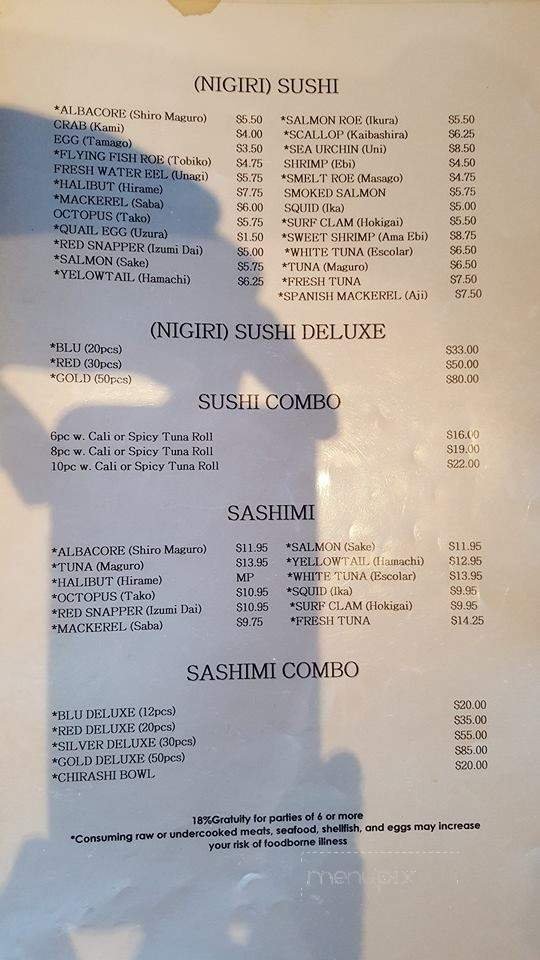 (NIGIRI) SUSHI
*ALBACORE (Shiro Maguro) $5.50
CRAB (Kami) $4.00
EGG (Tamago) $3.50
*FLYING FISH ROE (Tobiko) $4.75
FRESH WATER EEL (Unagi) $5.75
*HALIBUT (Hirame) $7.75
*MACKEREL (Saba) $6.00
OCTOPUS (Tako) $5.75
*QUAIL EGG (Uzura) $1.50
*RED SNAPPER (Izumi Dai) $5.00
*SALMON (Sake) $5.75
*YELOWTAIL (Hamachi) $6.25
*SALMON ROE (Ikura) $5.50
*SCALLOP (Kaibashira) $6.25
*SEA URCHIN (Uni) $8.50
SHRIMP (Ebi) $4.50
*SMELT ROE (Masago) $4.75
SMOKED SALMON $5.75
SQUID (Ika) $5.00
*SURF CLAM (Hokigai) $5.50
*SWEET SHRIMP (Ama Ebi) $8.75
*WHITE TUNA (Escolar) $6.50
*TUNA (Maguro) $6.50
*FRESH TUNA $7.50
*SPANISH MACKEREL (Aji) $7.50
(NIGIRI) SUSHI DELUXE
*BLU (20pcs) $33.00
*RED (30pcs) $50.00
*GOLD (50pcs) $80.00
SUSHI COMBO
6pc w. Cali or Spicy Tuna Roll $16.00
8pc w. Cali or Spicy Tuna Roll $19.00
10pc w. Cali or Spicy Tuna Roll $22.00
SASHIMI
*ALBACORE (Shiro Maguro) $11.95
*TUNA (Maguro) $13.95
*HALIBUT (Hirame) MP
*OCTOPUS (Tako) $10.95
*RED SNAPPER (Izumi Dai) $10.95
*MACKEREL (Saba) $9.75
*SALMON (Sake) $11.95
*YELLOWTAIL (Hamachi) $12.95
*WHITE TUNA (Escolar) $13.95
*SQUID (Ika) $9.95
*SURF CLAM (Hokigai) $9.95
*FRESH TUNA $14.25
SASHIMI COMBO
*BLU DELUXE (12pcs) $20.00
*RED DELUXE (20pcs) $35.00
*SILVER DELUXE (30pcs) $55.00
*GOLD DELUXE (50pcs) $85.00
*CHIRASHI BOWL $20.00
18%Gratuity for parties of 6 or more
*Consuming raw or undercooked meats, seafood, shellfish, and eggs may increase
your risk of foodborne illness
menupix